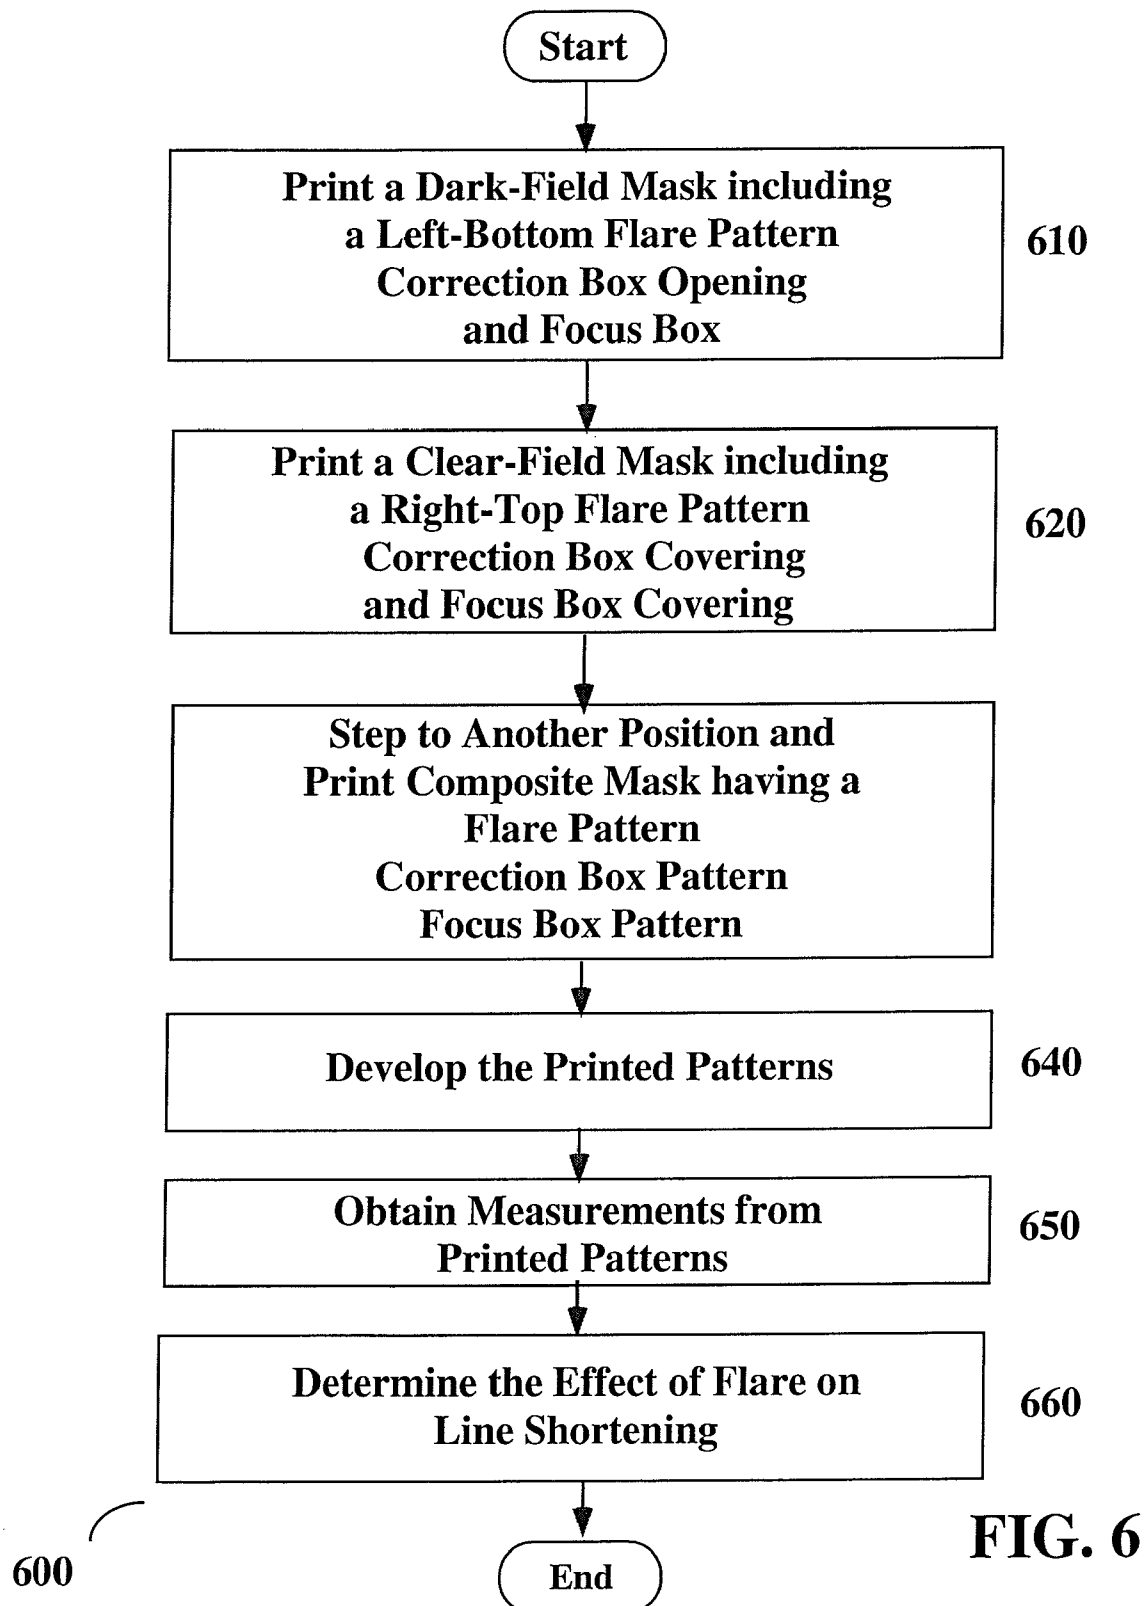 Start
Print a Dark-Field Mask including
a Left-Bottom Flare Pattern
Correction Box Opening
and Focus Box
610
Print a Clear-Field Mask including
a Right-Top Flare Pattern
Correction Box Covering
and Focus Box Covering
620
Step to Another Position and
Print Composite Mask having a
Flare Pattern
Correction Box Pattern
Focus Box Pattern
Develop the Printed Patterns
640
Obtain Measurements from
Printed Patterns
650
Determine the Effect of Flare on
Line Shortening
660
600
End
FIG. 6